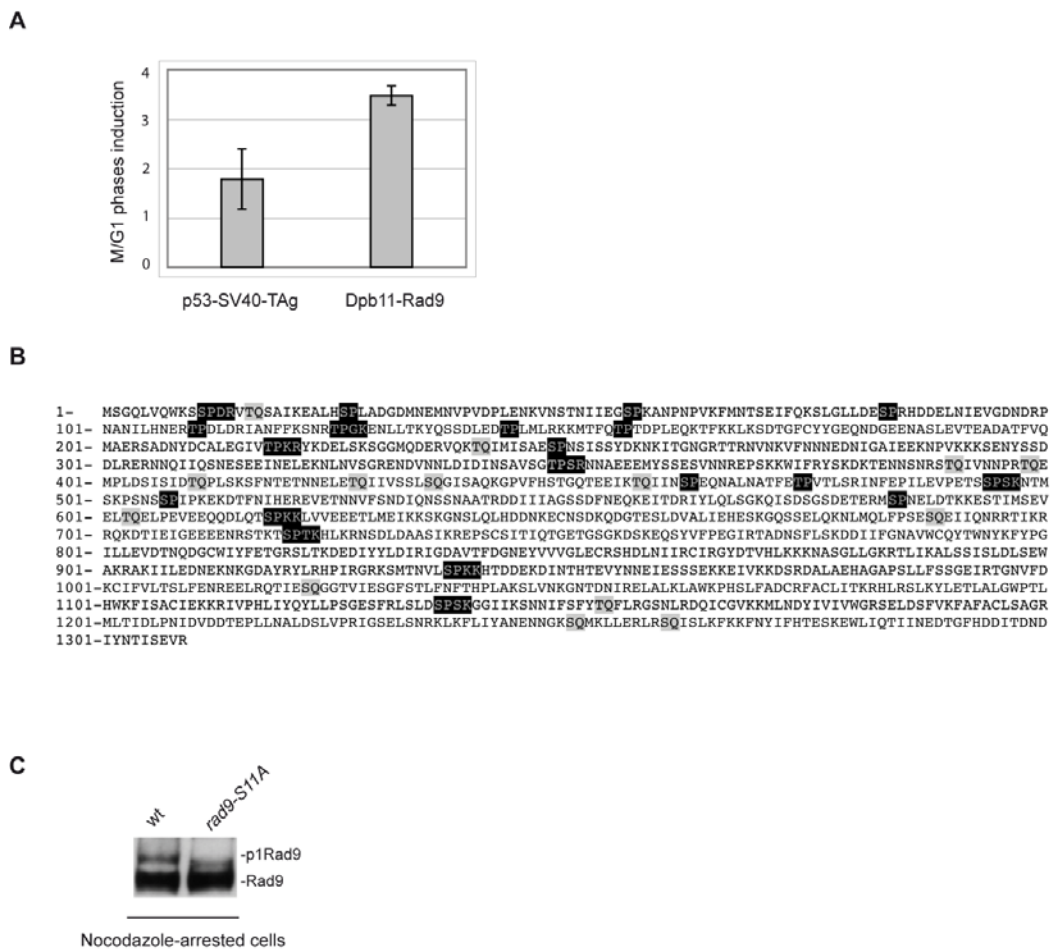 A
M/G1 phases induction
4
3
2
1
0
p53-SV40-TAg
Dpb11-Rad9
B
1- MSGQLVQWKSSPDRVTQSAIKEALHSPLADGDMNEMNVPVDPLENKVNSTNIIEGSPKANPNPVKFMNTSEIFQKSLGLLDESPRHDDELNIEVGDNDRP
101- NANILHNERTPDLDRIANFFKSNRTPGKENLLTKYQSSDLEDTPLMLRKKMTFQTPTDPLEQKTFKKLKSDTGFCYYGEQNDGEENASLEVTEADATFVQ
201- MAERSADNYDCALEGIVTPKRYKDELSKSGGMQDERVQKTQIMISAESPNSISSYDKNKITGNGRTTRNVNKVFNNNEDNIGAIEEKNPVKKKSENYSSD
301- DLRERNNQIIQSNESEEINELEKNLNVSGRENDVNNLDIDINSAVSGTPSRNNAEEEMYSSESVNNREPSKKWIFRYSKDKTENNSNRSTQIVNNPRTQE
401- MPLDSISIDTQPLSKSFNTETNNELETQIIVSSLSQGISAQKGPVFHSTGQTEEIKTQIINSPEQNALNATFETPVTLSRINFEPILEVPETSSPSKNTM
501- SKPSNSSPIPKEKDTFNIHEREVETNNVFSNDIQNSSNAATRDDIIIAGSSDFNEQKEITDRIYLQLSGKQISDSGSDETERMSPNELDTKKESTIMSEV
601- ELTQELPEVEEQQDLQTSPKKLVVEEETLMEIKKSKGNSLQLHDDNKECNSDKQDGTESLDVALIEHESKGQSSELQKNLMQLFPSESQEIIQNRRTIKR
701- RQKDTIEIGEEEENRSTKTSPTKHLKRNSDLDAASIKREPSCSITIQTGETGSGKDSKEQSYVFPEGIRTADNSFLSKDDIIFGNAVWCQYTWNYKFYPG
801- ILLEVDTNQDGCWIYFETGRSLTKDEDIYYLDIRIGDAVTFDGNEYVVVGLECRSHDLNIIRCIRGYDTVHLKKKNASGLLGKRTLIKALSSISLDLSEW
901- AKRAKIILEDNEKNKGDAYRYLRHPIRGRKSMTNVLSPKKHTDDEKDINTHTEVYNNEIESSSEKKEIVKKDSRDALAEHAGAPSLLFSSGEIRTGNVFD
1001- KCIFVLTSLFENREELRQTIESQGGTVIESGFSTLFNFTHPLAKSLVNKGNTDNIRELALKLAWKPHSLFADCRFACLITKRHLRSLKYLETLALGWPTL
1101- HWKFISACIEKKRIVPHLIYQYLLPSGESFRLSLDSPSKGGIIKSNNIFSFYTQFLRGSNLRDQICGVKKMLNDYIVIVWGRSELDSFVKFAFACLSAGR
1201- MLTIDLPNIDVDDTEPLLNALDSLVPRIGSELSNRKLKFLIYANENNGKSQMKLLERLRSQISLKFKKFNYIFHTESKEWLIQTIINEDTGFHDDITDND
1301- IYNTISEVR
C
wt
rad9-S11A
-p1Rad9
-Rad9
Nocodazole-arrested cells